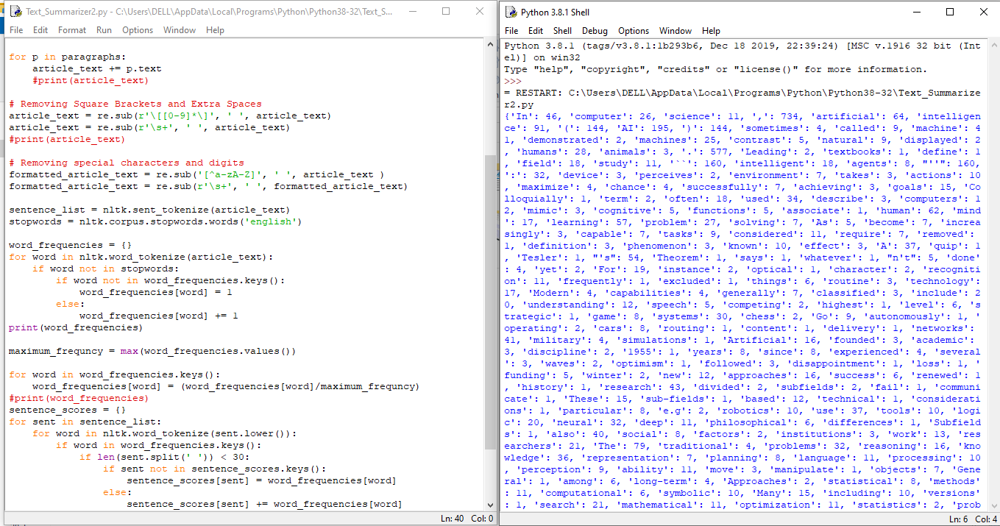 Text_Summarizer2.py - C:\Users\DELL\AppData\Local\Programs\Python\Python38-32\Text_S...
File Edit Format Run Options Window Help
for p in paragraphs:
    article_text += p.text
    #print(article_text)

# Removing Square Brackets and Extra Spaces
article_text = re.sub(r'\[[0-9]*\]', ' ', article_text)
article_text = re.sub(r'\s+', ' ', article_text)
#print(article_text)

# Removing special characters and digits
formatted_article_text = re.sub('[^a-zA-Z]', ' ', article_text )
formatted_article_text = re.sub(r'\s+', ' ', formatted_article_text)

sentence_list = nltk.sent_tokenize(article_text)
stopwords = nltk.corpus.stopwords.words('english')

word_frequencies = {}
for word in nltk.word_tokenize(article_text):
    if word not in stopwords:
        if word not in word_frequencies.keys():
            word_frequencies[word] = 1
        else:
            word_frequencies[word] += 1
print(word_frequencies)

maximum_frequncy = max(word_frequencies.values())

for word in word_frequencies.keys():
    word_frequencies[word] = (word_frequencies[word]/maximum_frequncy)
#print(word_frequencies)
sentence_scores = {}
for sent in sentence_list:
    for word in nltk.word_tokenize(sent.lower()):
        if word in word_frequencies.keys():
            if len(sent.split(' ')) < 30:
                if sent not in sentence_scores.keys():
                    sentence_scores[sent] = word_frequencies[word]
                else:
                    sentence_scores[sent] += word_frequencies[word]
Ln: 40 Col: 0
Python 3.8.1 Shell
File Edit Shell Debug Options Window Help
Python 3.8.1 (tags/v3.8.1:1b293b6, Dec 18 2019, 22:39:24) [MSC v.1916 32 bit (Int
el)] on win32
Type "help", "copyright", "credits" or "license()" for more information.
>>>
= RESTART: C:\Users\DELL\AppData\Local\Programs\Python\Python38-32\Text_Summarize
r2.py
{'In': 46, 'computer': 26, 'science': 11, ',': 734, 'artificial': 64, 'intelligen
ce': 91, '(': 144, 'AI': 195, ')': 144, 'sometimes': 4, 'called': 9, 'machine': 4
1, 'demonstrated': 2, 'machines': 25, 'contrast': 5, 'natural': 9, 'displayed': 2
, 'humans': 28, 'animals': 3, '.': 577, 'Leading': 2, 'textbooks': 1, 'define': 1
, 'field': 18, 'study': 11, '``': 160, 'intelligent': 18, 'agents': 8, "''": 160,
':': 32, 'device': 3, 'perceives': 2, 'environment': 7, 'takes': 3, 'actions': 10
, 'maximize': 4, 'chance': 4, 'successfully': 7, 'achieving': 3, 'goals': 15, 'Co
lloquially': 1, 'term': 2, 'often': 18, 'used': 34, 'describe': 3, 'computers': 1
2, 'mimic': 3, 'cognitive': 5, 'functions': 5, 'associate': 1, 'human': 62, 'mind
': 17, 'learning': 57, 'problem': 27, 'solving': 7, 'As': 5, 'become': 7, 'increa
singly': 3, 'capable': 7, 'tasks': 9, 'considered': 11, 'require': 7, 'removed':
1, 'definition': 3, 'phenomenon': 3, 'known': 10, 'effect': 3, 'A': 37, 'quip': 1
, 'Tesler': 1, "'s": 54, 'Theorem': 1, 'says': 1, 'whatever': 1, "n't": 5, 'done'
: 4, 'yet': 2, 'For': 19, 'instance': 2, 'optical': 1, 'character': 2, 'recogniti
on': 11, 'frequently': 1, 'excluded': 1, 'things': 6, 'routine': 3, 'technology':
17, 'Modern': 4, 'capabilities': 4, 'generally': 7, 'classified': 3, 'include': 2
0, 'understanding': 12, 'speech': 5, 'competing': 2, 'highest': 1, 'level': 6, 's
trategic': 1, 'game': 8, 'systems': 30, 'chess': 2, 'Go': 9, 'autonomously': 1, '
operating': 2, 'cars': 8, 'routing': 1, 'content': 1, 'delivery': 1, 'networks':
41, 'military': 4, 'simulations': 1, 'Artificial': 16, 'founded': 3, 'academic':
3, 'discipline': 2, '1955': 1, 'years': 8, 'since': 8, 'experienced': 4, 'several
': 3, 'waves': 2, 'optimism': 1, 'followed': 3, 'disappointment': 1, 'loss': 1, '
funding': 5, 'winter': 2, 'new': 12, 'approaches': 16, 'success': 6, 'renewed': 1
, 'history': 1, 'research': 43, 'divided': 2, 'subfields': 2, 'fail': 1, 'communi
cate': 1, 'These': 15, 'sub-fields': 1, 'based': 12, 'technical': 1, 'considerati
ons': 1, 'particular': 8, 'e.g': 2, 'robotics': 10, 'use': 37, 'tools': 10, 'logi
c': 20, 'neural': 32, 'deep': 11, 'philosophical': 6, 'differences': 1, 'Subfield
s': 1, 'also': 40, 'social': 8, 'factors': 2, 'institutions': 3, 'work': 13, 'res
earchers': 21, 'The': 79, 'traditional': 4, 'problems': 32, 'reasoning': 16, 'kno
wledge': 36, 'representation': 7, 'planning': 8, 'language': 11, 'processing': 10
, 'perception': 9, 'ability': 11, 'move': 3, 'manipulate': 1, 'objects': 7, 'Gene
ral': 1, 'among': 6, 'long-term': 4, 'Approaches': 2, 'statistical': 8, 'methods'
: 11, 'computational': 6, 'symbolic': 10, 'Many': 15, 'including': 10, 'versions'
: 1, 'search': 21, 'mathematical': 11, 'optimization': 11, 'statistics': 2, 'prob
Ln: 6 Col: 4